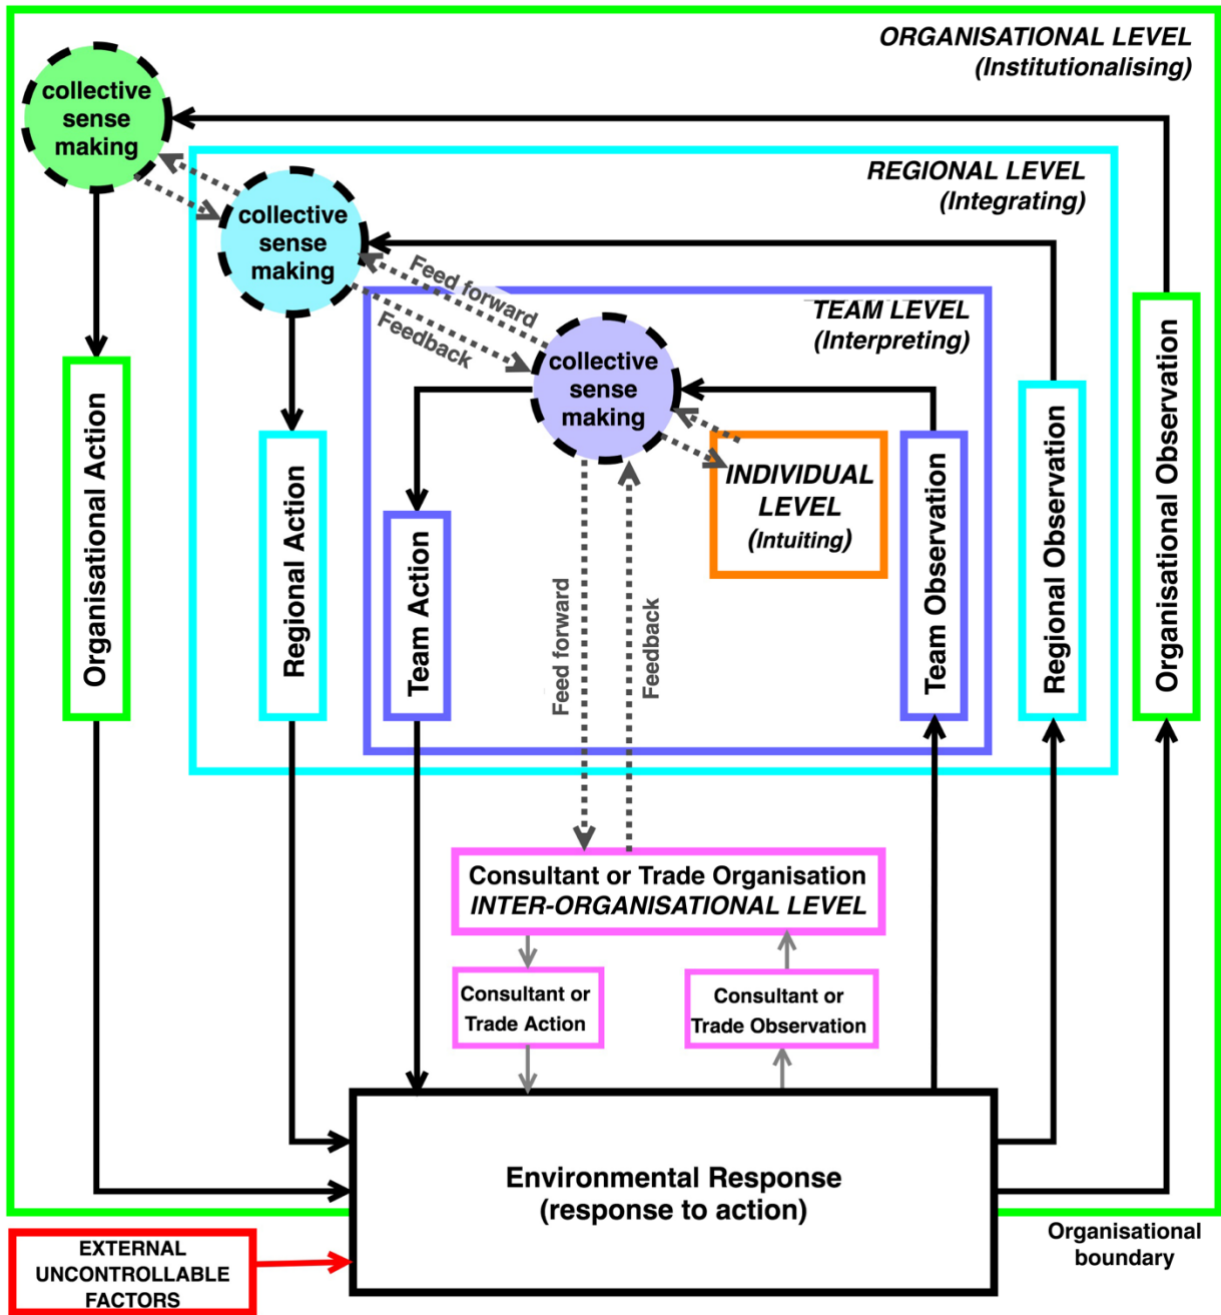 ORGANISATIONAL LEVEL
(Institutionalising)
collective
sense
making
REGIONAL LEVEL
(Integrating)
collective
sense
making
Feed forward
Feedback
TEAM LEVEL
(Interpreting)
collective
sense
making
INDIVIDUAL
LEVEL
(Intuiting)
Organisational Action
Regional Action
Team Action
Feed forward
Feedback
Team Observation
Regional Observation
Organisational Observation
Consultant or Trade Organisation
INTER-ORGANISATIONAL LEVEL
Consultant or
Trade Action
Consultant or
Trade Observation
Environmental Response
(response to action)
Organisational
boundary
EXTERNAL
UNCONTROLLABLE
FACTORS